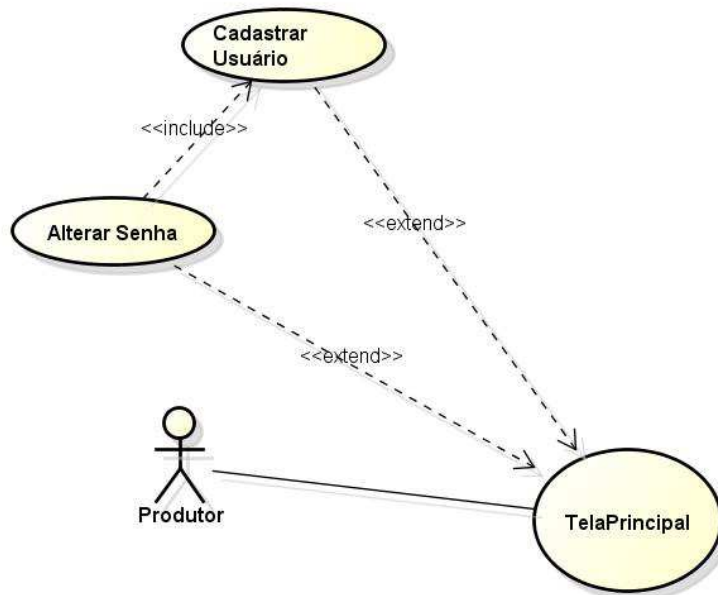 Cadastrar
Usuário
<<include>>
Alterar Senha
<<extend>>
<<extend>>
Produtor
TelaPrincipal